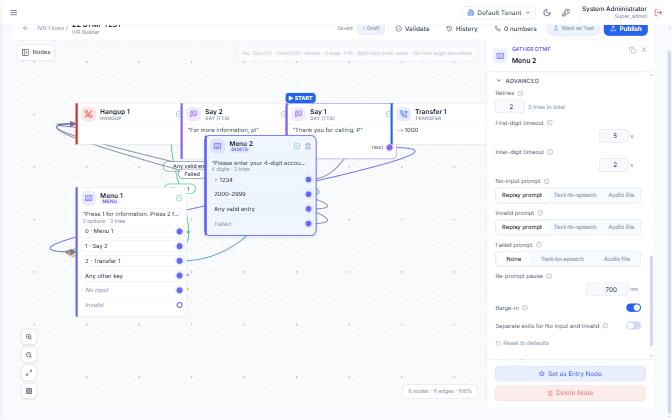 Default Tenant
System Administrator
Super_admin
IVR Flows /
IVR Builder
Saved
Draft
Validate
History
0 numbers
Mark as Test
Publish
Nodes
START
Hangup 1
HANGUP
Say 2
SAY (TTS)
"For more information, pl"
Say 1
SAY (TTS)
"Thank you for calling. P"
next
Transfer 1
TRANSFER
→ 1000
Menu 2
DIGITS
"Please enter your 4-digit accou...
4 digits · 3 tries
= 1234
2000-2999
Any valid entry
Failed
Any valid en
Failed
1
Menu 1
MENU
"Press 1 for information. Press 2 f...
3 options · 3 tries
0 · Menu 1
1 · Say 2
2 · Transfer 1
Any other key
No input
Invalid
6 nodes · 11 edges · 100%
GATHER DTMF
Menu 2
ADVANCED
Retries
2
3 tries in total
First-digit timeout
5 s
Inter-digit timeout
2 s
No-input prompt
Replay prompt
Text-to-speech
Audio file
Invalid prompt
Replay prompt
Text-to-speech
Audio file
Failed prompt
None
Text-to-speech
Audio file
Re-prompt pause
700 ms
Barge-in
Separate exits for No input and Invalid
Reset to defaults
Set as Entry Node
Delete Node